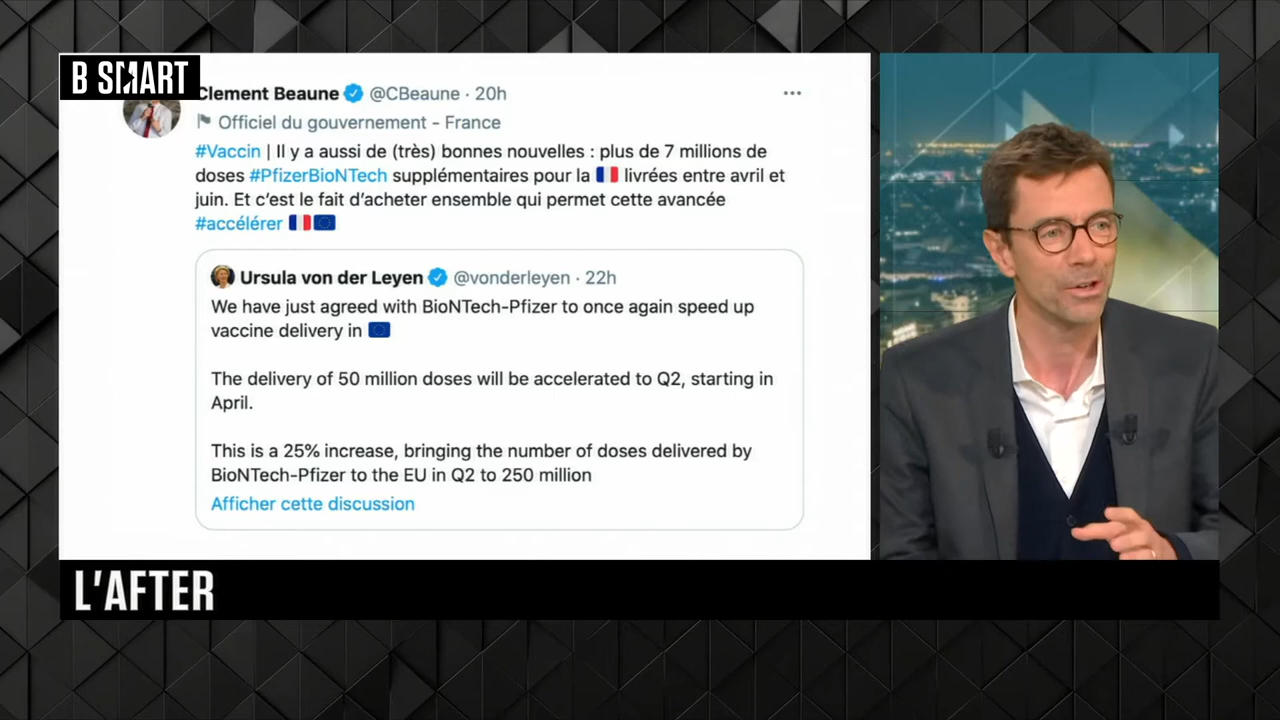 B SMART
Clement Beaune @CBeaune · 20h
Officiel du gouvernement - France
#Vaccin | Il y a aussi de (très) bonnes nouvelles : plus de 7 millions de
doses #PfizerBioNTech supplémentaires pour la 🇫🇷 livrées entre avril et
juin. Et c’est le fait d’acheter ensemble qui permet cette avancée
#accélérer 🇫🇷🇪🇺
Ursula von der Leyen @vonderleyen · 22h
We have just agreed with BioNTech-Pfizer to once again speed up
vaccine delivery in 🇪🇺
The delivery of 50 million doses will be accelerated to Q2, starting in
April.
This is a 25% increase, bringing the number of doses delivered by
BioNTech-Pfizer to the EU in Q2 to 250 million
Afficher cette discussion
L'AFTER